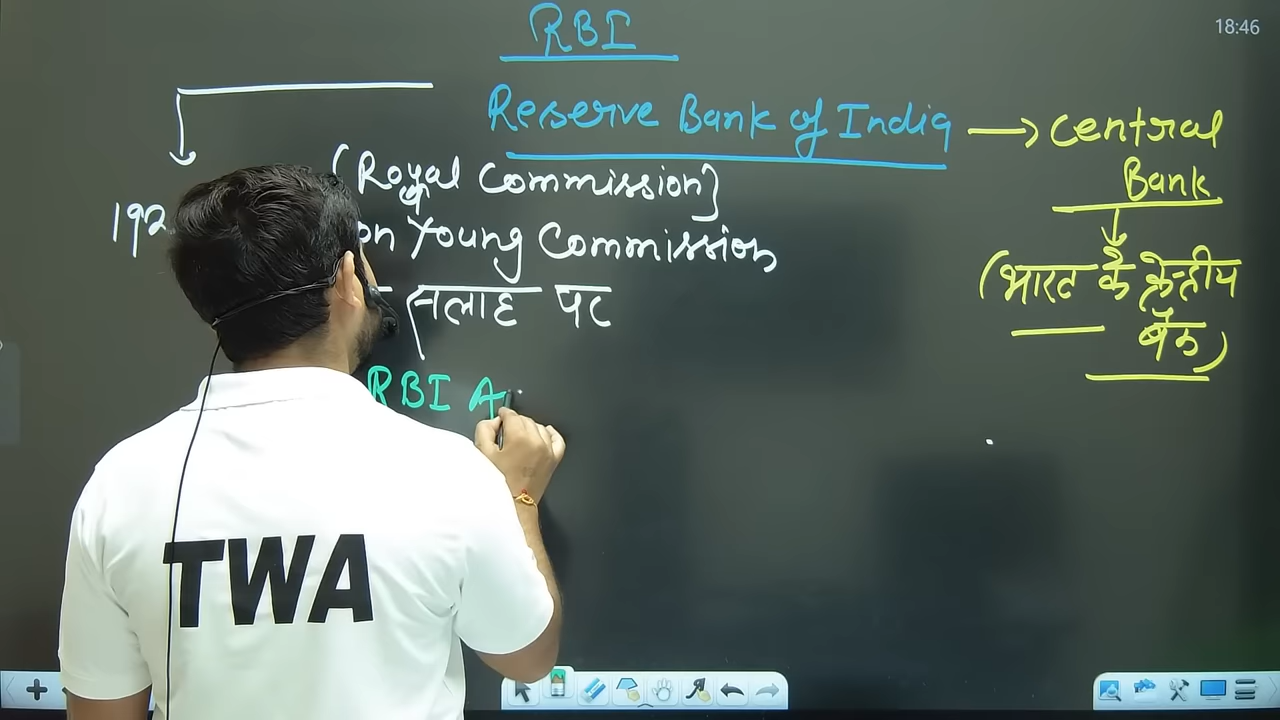 RBI
18:46
Reserve Bank of India → Central
Bank
(Royal Commission)
192
on Young Commission
(भारत के केन्द्रीय
बैंक)
सलाह पर
RBI A
TWA